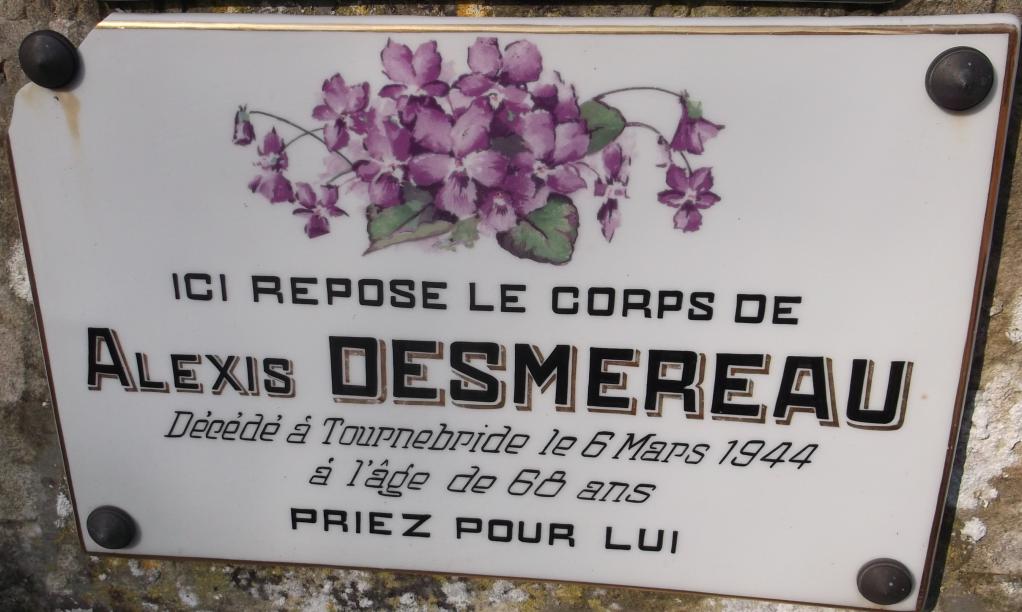 ICI REPOSE LE CORPS DE
ALEXIS DESMEREAU
Décédé à Tournebride le 6 Mars 1944
à l'âge de 68 ans
PRIEZ POUR LUI